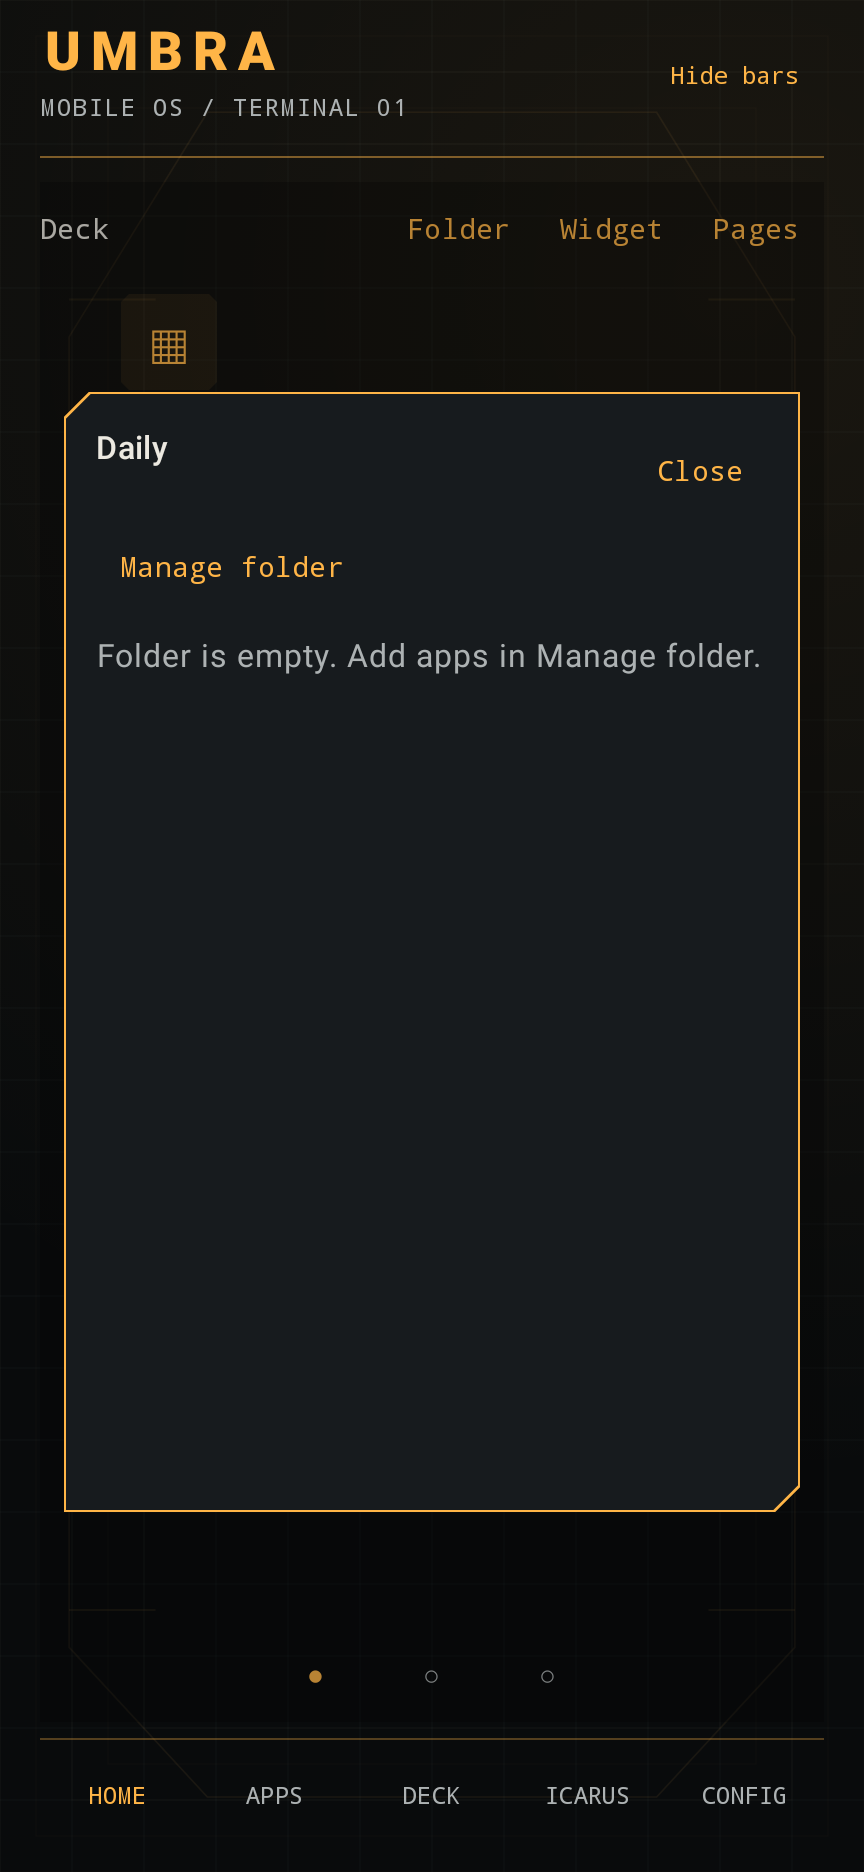 UMBRA
Hide bars
MOBILE OS / TERMINAL 01
Deck Folder Widget Pages
Daily
Close
Manage folder
Folder is empty. Add apps in Manage folder.
HOME APPS DECK ICARUS CONFIG